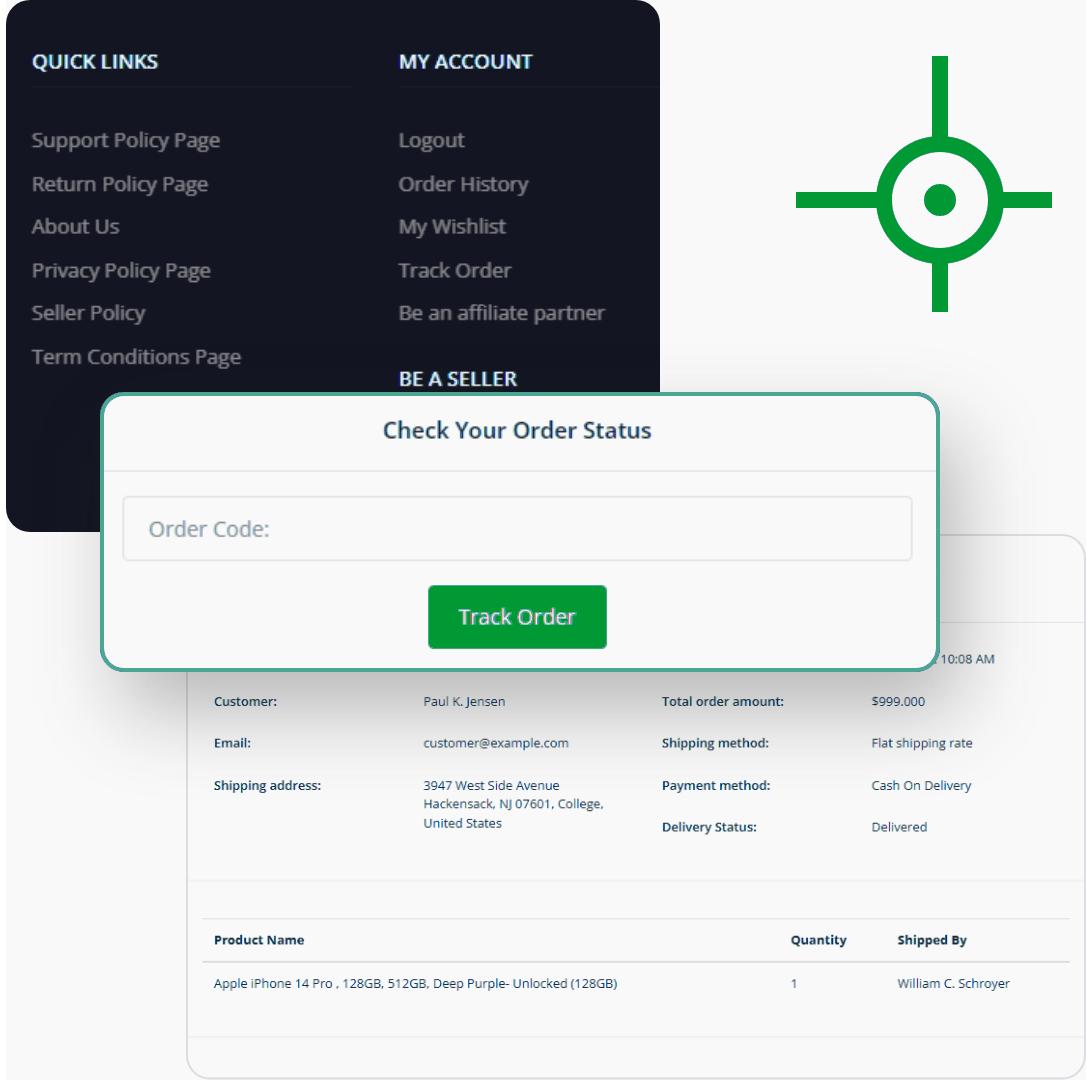 QUICK LINKS
Support Policy Page
Return Policy Page
About Us
Privacy Policy Page
Seller Policy
Term Conditions Page
MY ACCOUNT
Logout
Order History
My Wishlist
Track Order
Be an affiliate partner
BE A SELLER
Check Your Order Status
Order Code:
Track Order
10:08 AM
Customer: Paul K. Jensen Total order amount: $999.000
Email: customer@example.com Shipping method: Flat shipping rate
Shipping address: 3947 West Side Avenue Payment method: Cash On Delivery
Hackensack, NJ 07601, College,
United States Delivery Status: Delivered
Product Name Quantity Shipped By
Apple iPhone 14 Pro , 128GB, 512GB, Deep Purple- Unlocked (128GB) 1 William C. Schroyer